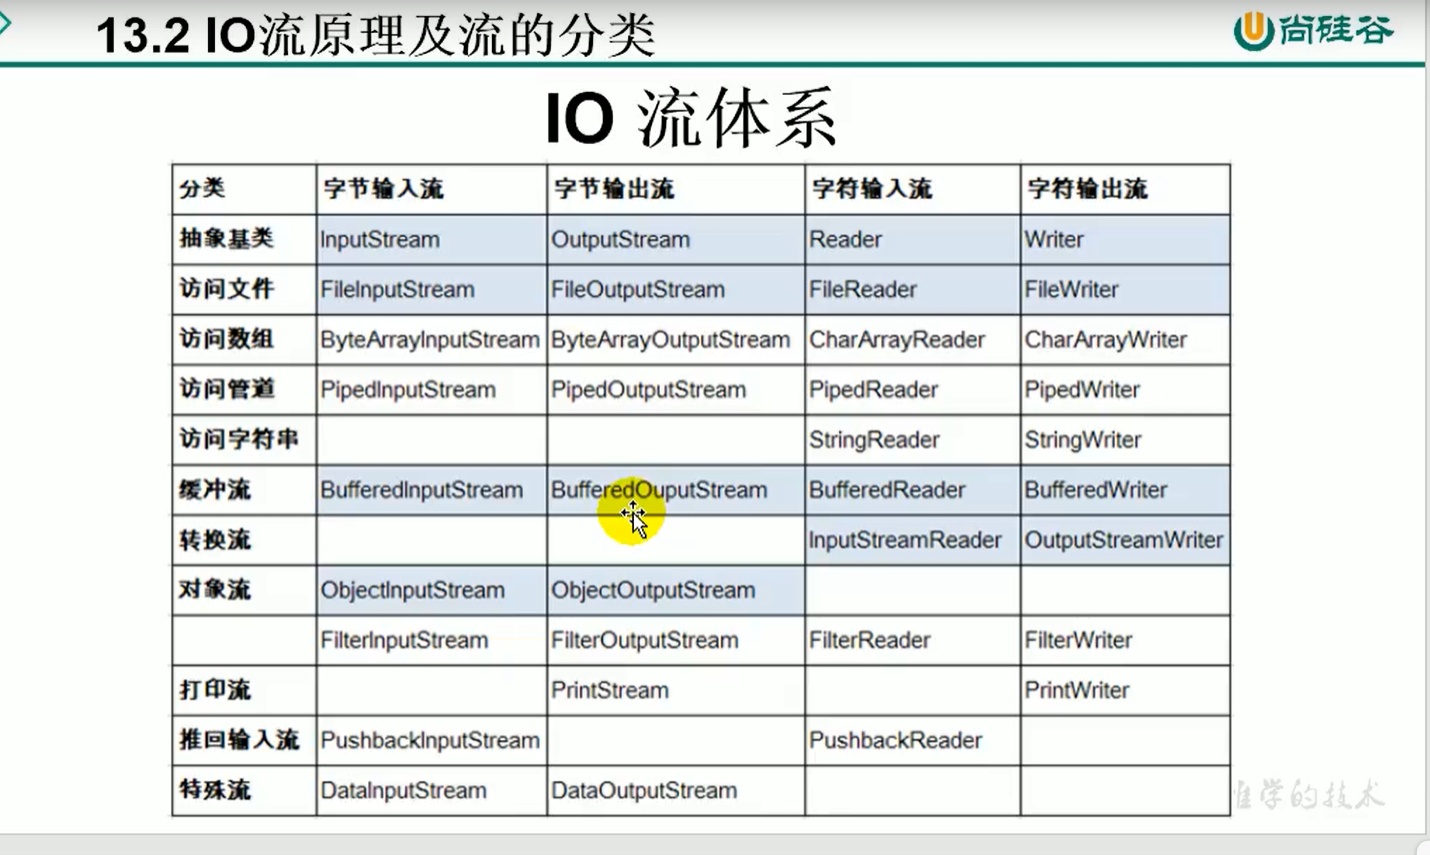 13.2 IO流原理及流的分类
尚硅谷
IO 流体系
分类 字节输入流 字节输出流 字符输入流 字符输出流
抽象基类 InputStream OutputStream Reader Writer
访问文件 FileInputStream FileOutputStream FileReader FileWriter
访问数组 ByteArrayInputStream ByteArrayOutputStream CharArrayReader CharArrayWriter
访问管道 PipedInputStream PipedOutputStream PipedReader PipedWriter
访问字符串 StringReader StringWriter
缓冲流 BufferedInputStream BufferedOuputStream BufferedReader BufferedWriter
转换流 InputStreamReader OutputStreamWriter
对象流 ObjectInputStream ObjectOutputStream
FilterInputStream FilterOutputStream FilterReader FilterWriter
打印流 PrintStream PrintWriter
推回输入流 PushbackInputStream PushbackReader
特殊流 DataInputStream DataOutputStream
学的技术